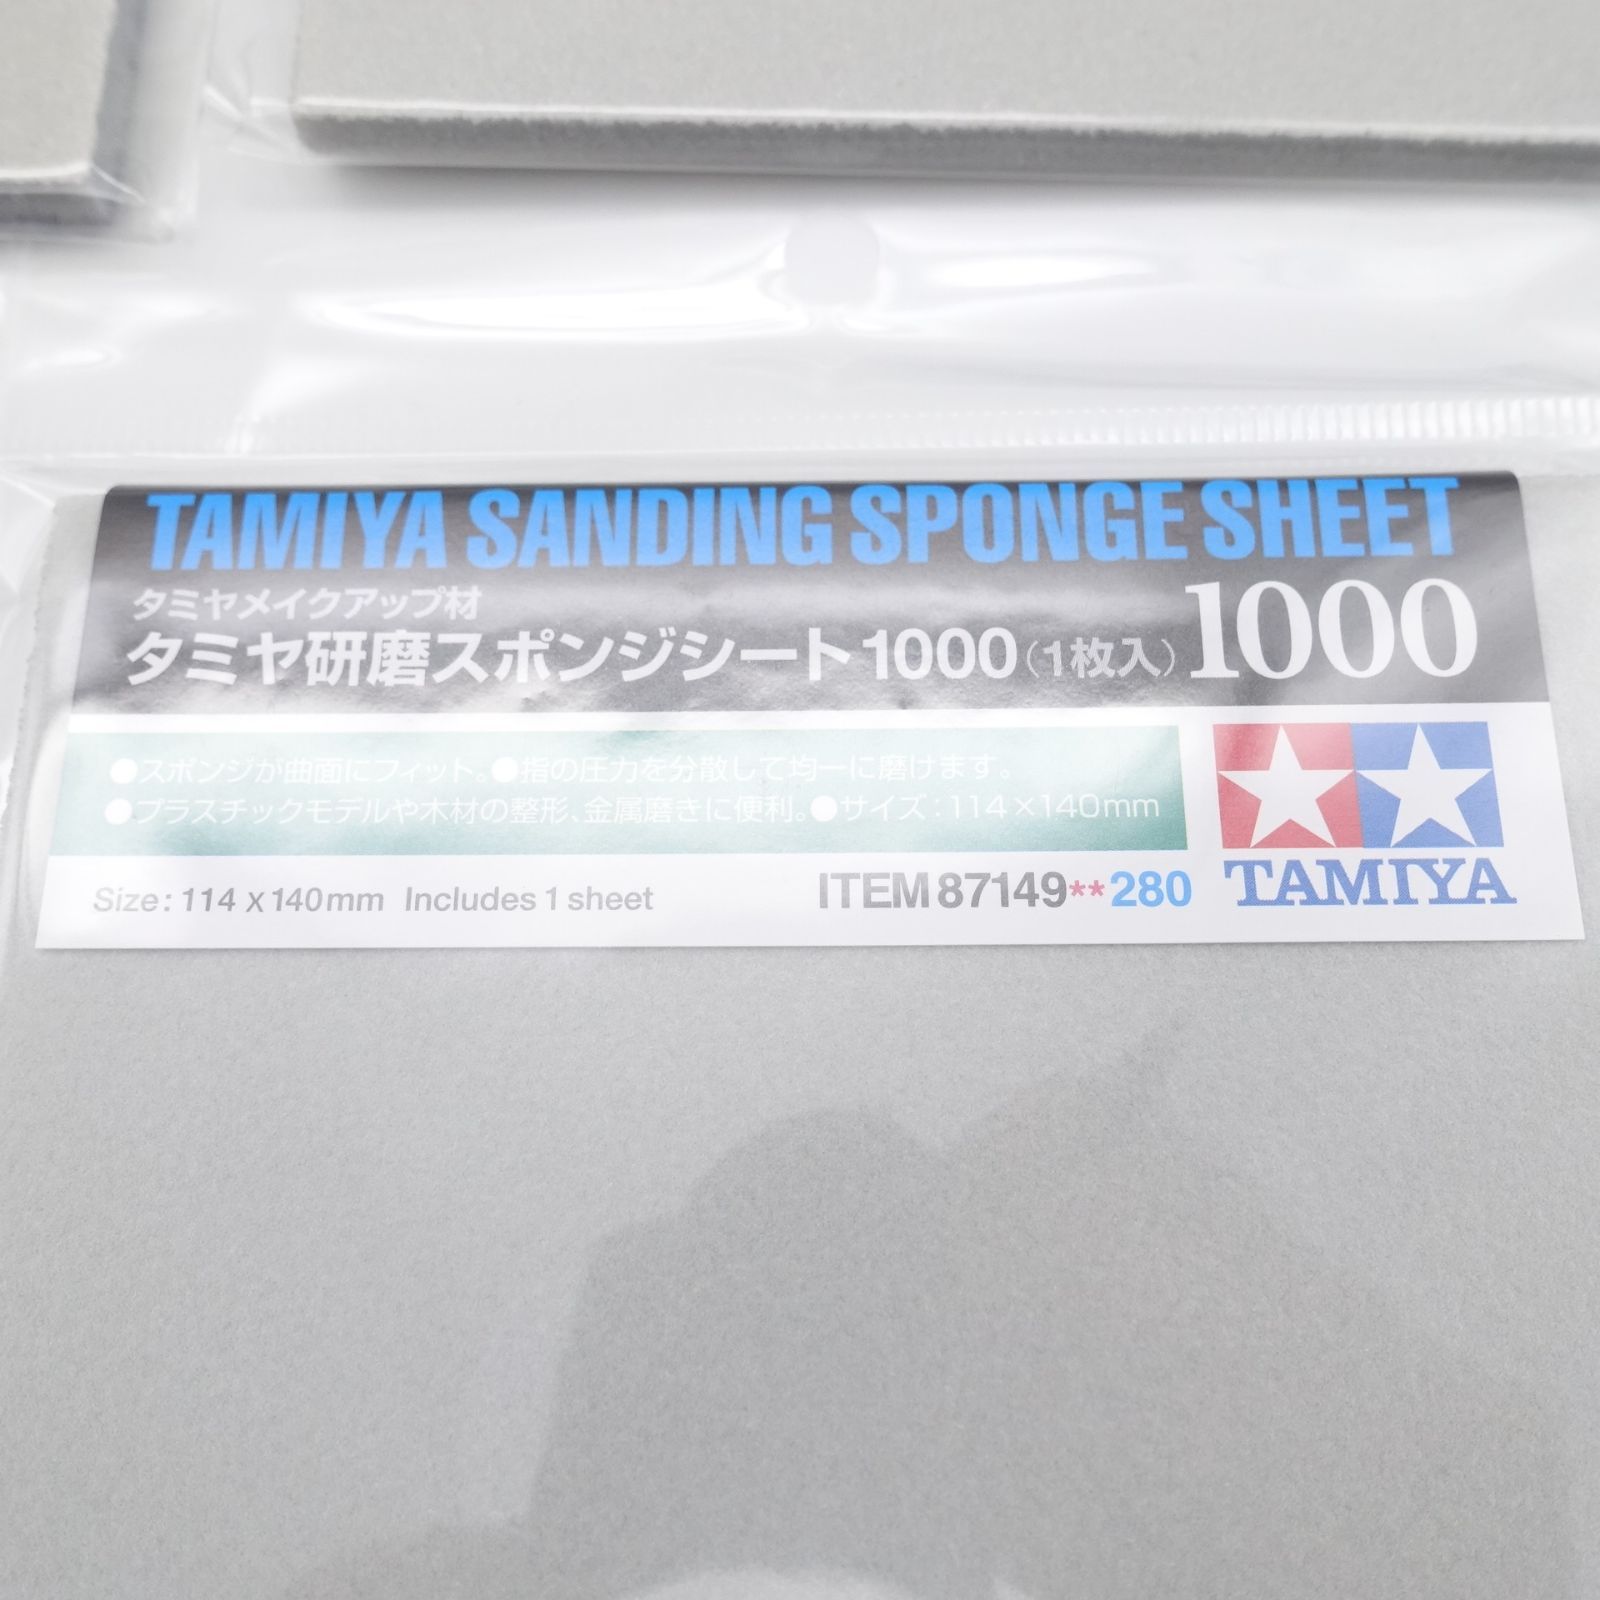 TAMIYA SANDING SPONGE SHEET
タミヤメイクアップ材
タミヤ研磨スポンジシート1000(1枚入) 1000
●スポンジが曲面にフィット。●指の圧力を分散して均一に磨けます。
●プラスチックモデルや木材の整形、金属磨きに便利。●サイズ:114×140mm
Size: 114 x 140mm Includes 1 sheet
ITEM 87149**280
TAMIYA